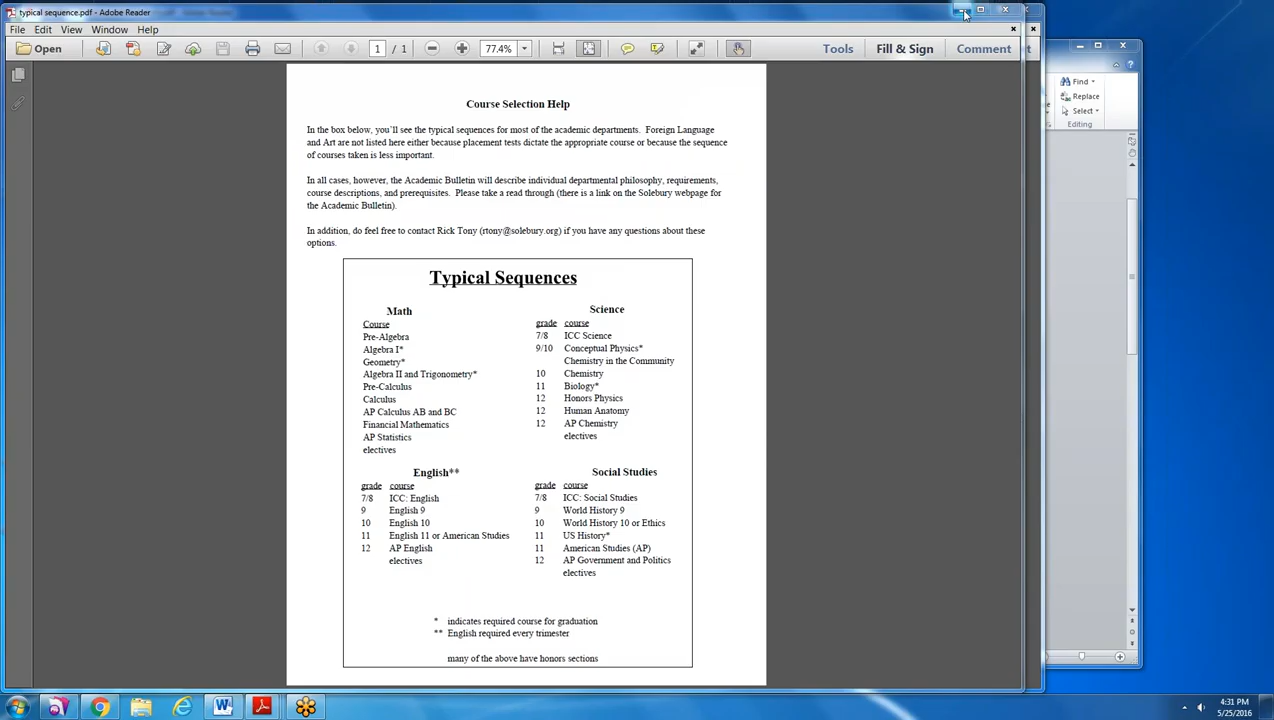 typical sequence.pdf - Adobe Reader
File Edit View Window Help
Open 1 / 1 77.4% Tools Fill & Sign Comment
Find
Replace
Select
Editing
Course Selection Help
In the box below, you'll see the typical sequences for most of the academic departments. Foreign Language
and Art are not listed here either because placement tests dictate the appropriate course or because the sequence
of courses taken is less important.
In all cases, however, the Academic Bulletin will describe individual departmental philosophy, requirements,
course descriptions, and prerequisites. Please take a read through (there is a link on the Solebury webpage for
the Academic Bulletin).
In addition, do feel free to contact Rick Tony (rtony@solebury.org) if you have any questions about these
options.
Typical Sequences
Math
Course
Pre-Algebra
Algebra I*
Geometry*
Algebra II and Trigonometry*
Pre-Calculus
Calculus
AP Calculus AB and BC
Financial Mathematics
AP Statistics
electives
Science
grade course
7/8 ICC Science
9/10 Conceptual Physics*
Chemistry in the Community
10 Chemistry
11 Biology*
12 Honors Physics
12 Human Anatomy
12 AP Chemistry
electives
English**
grade course
7/8 ICC: English
9 English 9
10 English 10
11 English 11 or American Studies
12 AP English
electives
Social Studies
grade course
7/8 ICC: Social Studies
9 World History 9
10 World History 10 or Ethics
11 US History*
11 American Studies (AP)
12 AP Government and Politics
electives
* indicates required course for graduation
** English required every trimester
many of the above have honors sections
4:31 PM
5/25/2016